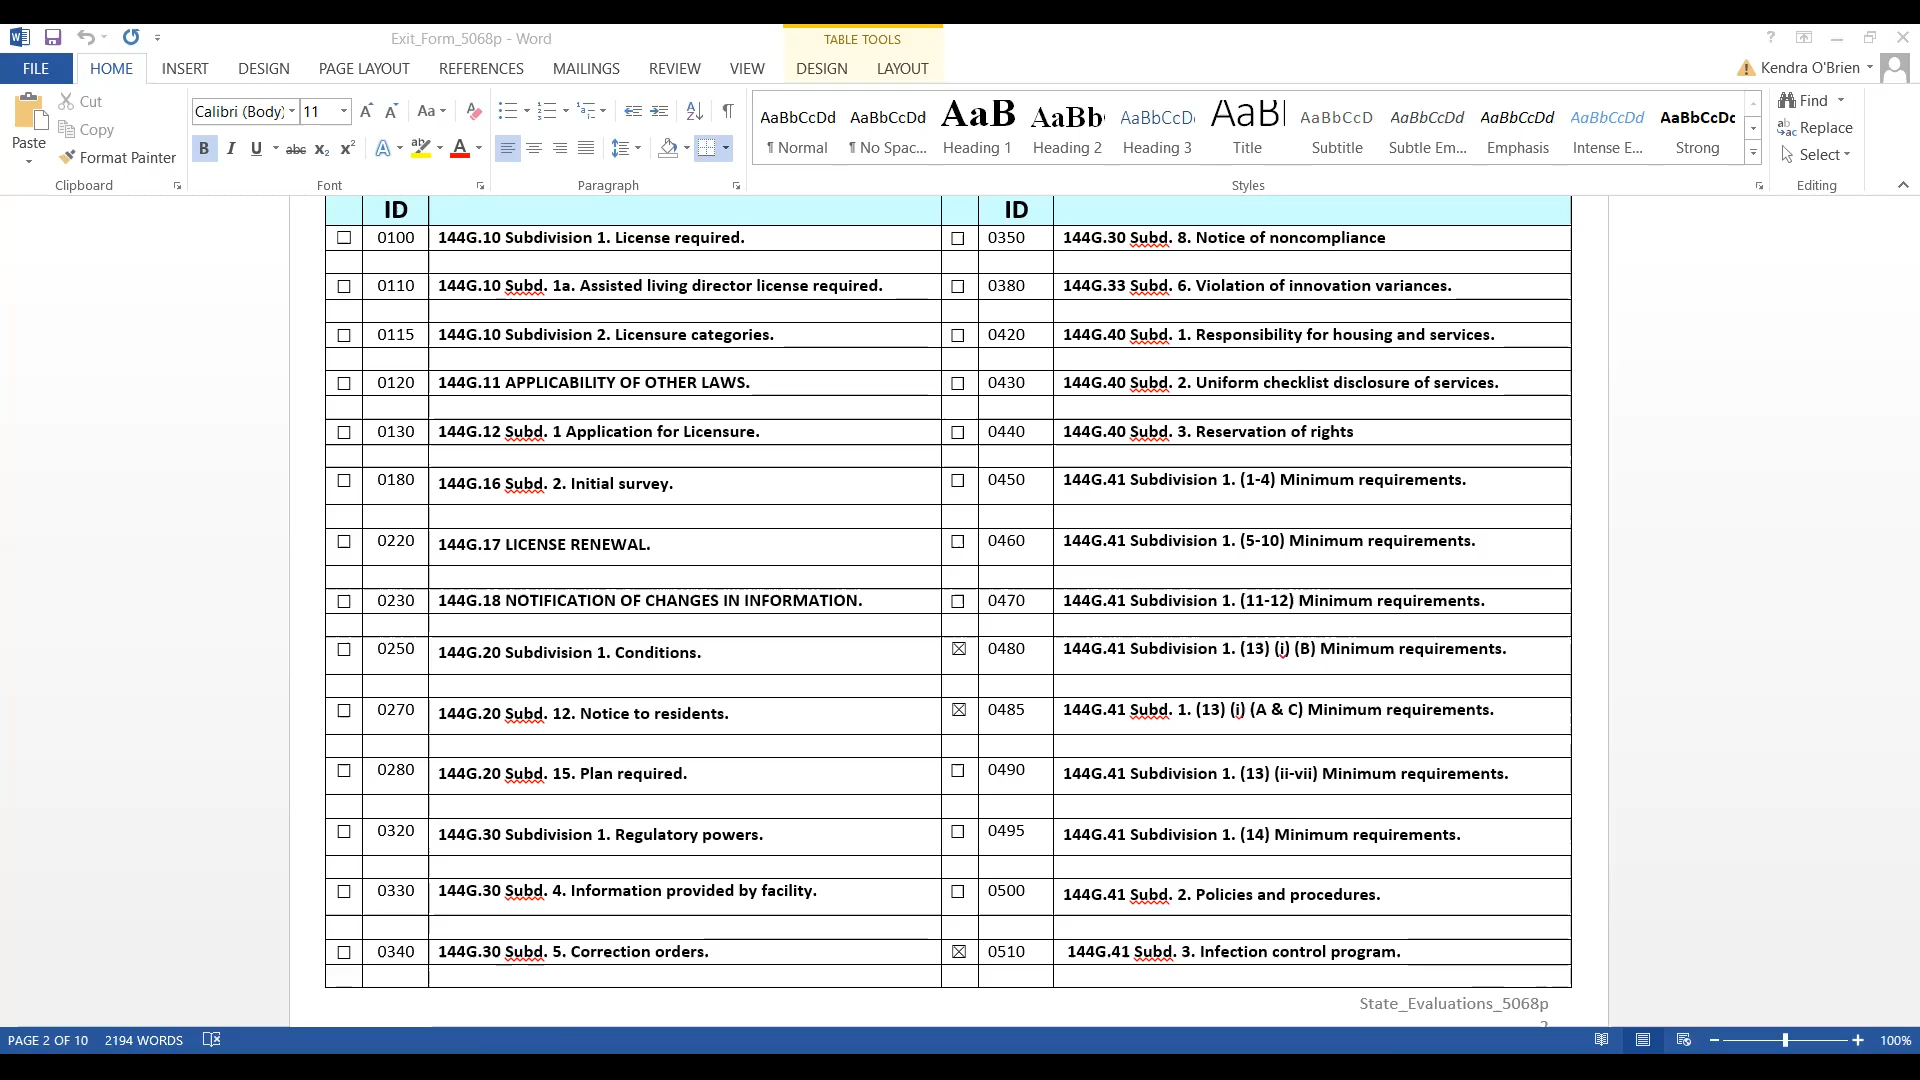 Exit_Form_5068p - Word
TABLE TOOLS
?
FILE HOME INSERT DESIGN PAGE LAYOUT REFERENCES MAILINGS REVIEW VIEW DESIGN LAYOUT Kendra O'Brien
Cut
Copy
Format Painter
Paste
Clipboard
Calibri (Body) 11
Font
Paragraph
AaBbCcDd AaBbCcDd AaB AaBb AaBbCcD AaB AaBbCcD AaBbCcDd AaBbCcDd AaBbCcDd AaBbCcDc
¶ Normal ¶ No Spac... Heading 1 Heading 2 Heading 3 Title Subtitle Subtle Em... Emphasis Intense E... Strong
Styles
Find
Replace
Select
Editing
ID ID
☐ 0100 144G.10 Subdivision 1. License required. ☐ 0350 144G.30 Subd. 8. Notice of noncompliance
☐ 0110 144G.10 Subd. 1a. Assisted living director license required. ☐ 0380 144G.33 Subd. 6. Violation of innovation variances.
☐ 0115 144G.10 Subdivision 2. Licensure categories. ☐ 0420 144G.40 Subd. 1. Responsibility for housing and services.
☐ 0120 144G.11 APPLICABILITY OF OTHER LAWS. ☐ 0430 144G.40 Subd. 2. Uniform checklist disclosure of services.
☐ 0130 144G.12 Subd. 1 Application for Licensure. ☐ 0440 144G.40 Subd. 3. Reservation of rights
☐ 0180 144G.16 Subd. 2. Initial survey. ☐ 0450 144G.41 Subdivision 1. (1-4) Minimum requirements.
☐ 0220 144G.17 LICENSE RENEWAL. ☐ 0460 144G.41 Subdivision 1. (5-10) Minimum requirements.
☐ 0230 144G.18 NOTIFICATION OF CHANGES IN INFORMATION. ☐ 0470 144G.41 Subdivision 1. (11-12) Minimum requirements.
☐ 0250 144G.20 Subdivision 1. Conditions. ☒ 0480 144G.41 Subdivision 1. (13) (i) (B) Minimum requirements.
☐ 0270 144G.20 Subd. 12. Notice to residents. ☒ 0485 144G.41 Subd. 1. (13) (i) (A & C) Minimum requirements.
☐ 0280 144G.20 Subd. 15. Plan required. ☐ 0490 144G.41 Subdivision 1. (13) (ii-vii) Minimum requirements.
☐ 0320 144G.30 Subdivision 1. Regulatory powers. ☐ 0495 144G.41 Subdivision 1. (14) Minimum requirements.
☐ 0330 144G.30 Subd. 4. Information provided by facility. ☐ 0500 144G.41 Subd. 2. Policies and procedures.
☐ 0340 144G.30 Subd. 5. Correction orders. ☒ 0510 144G.41 Subd. 3. Infection control program.
State_Evaluations_5068p
PAGE 2 OF 10 2194 WORDS 100%